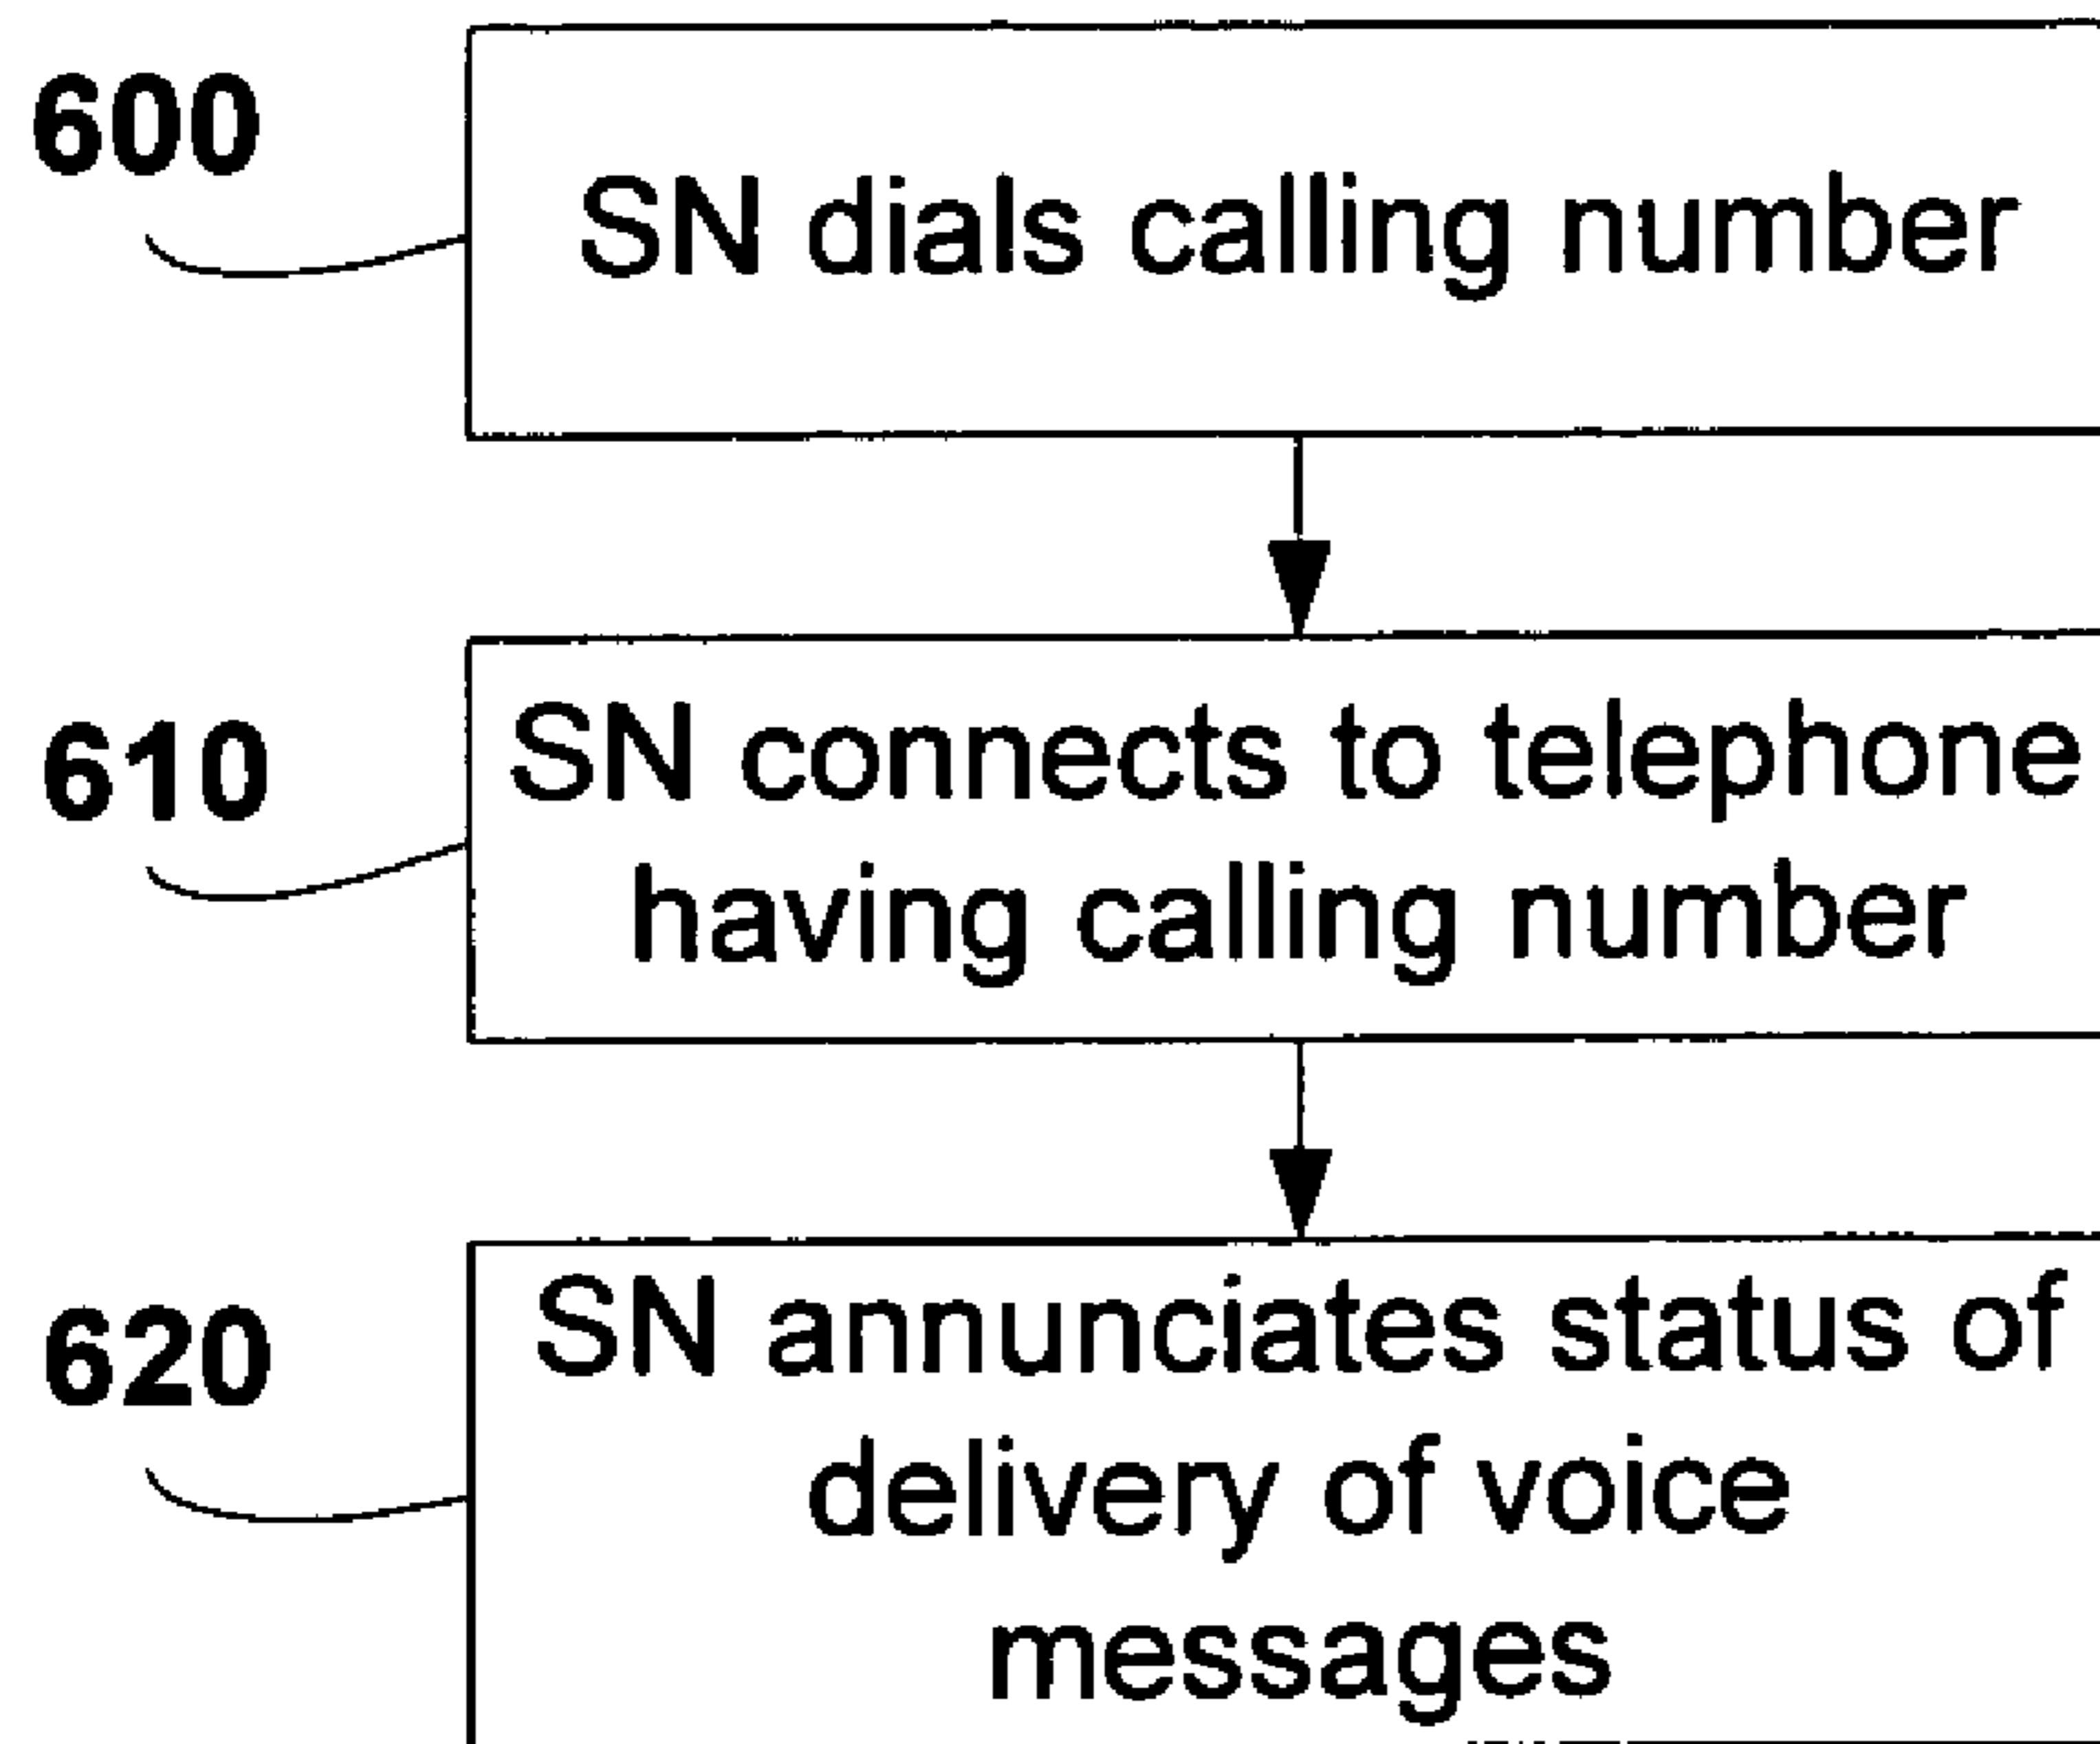 600
SN dials calling number
610
SN connects to telephone
having calling number
620
SN annunciates status of
delivery of voice
messages